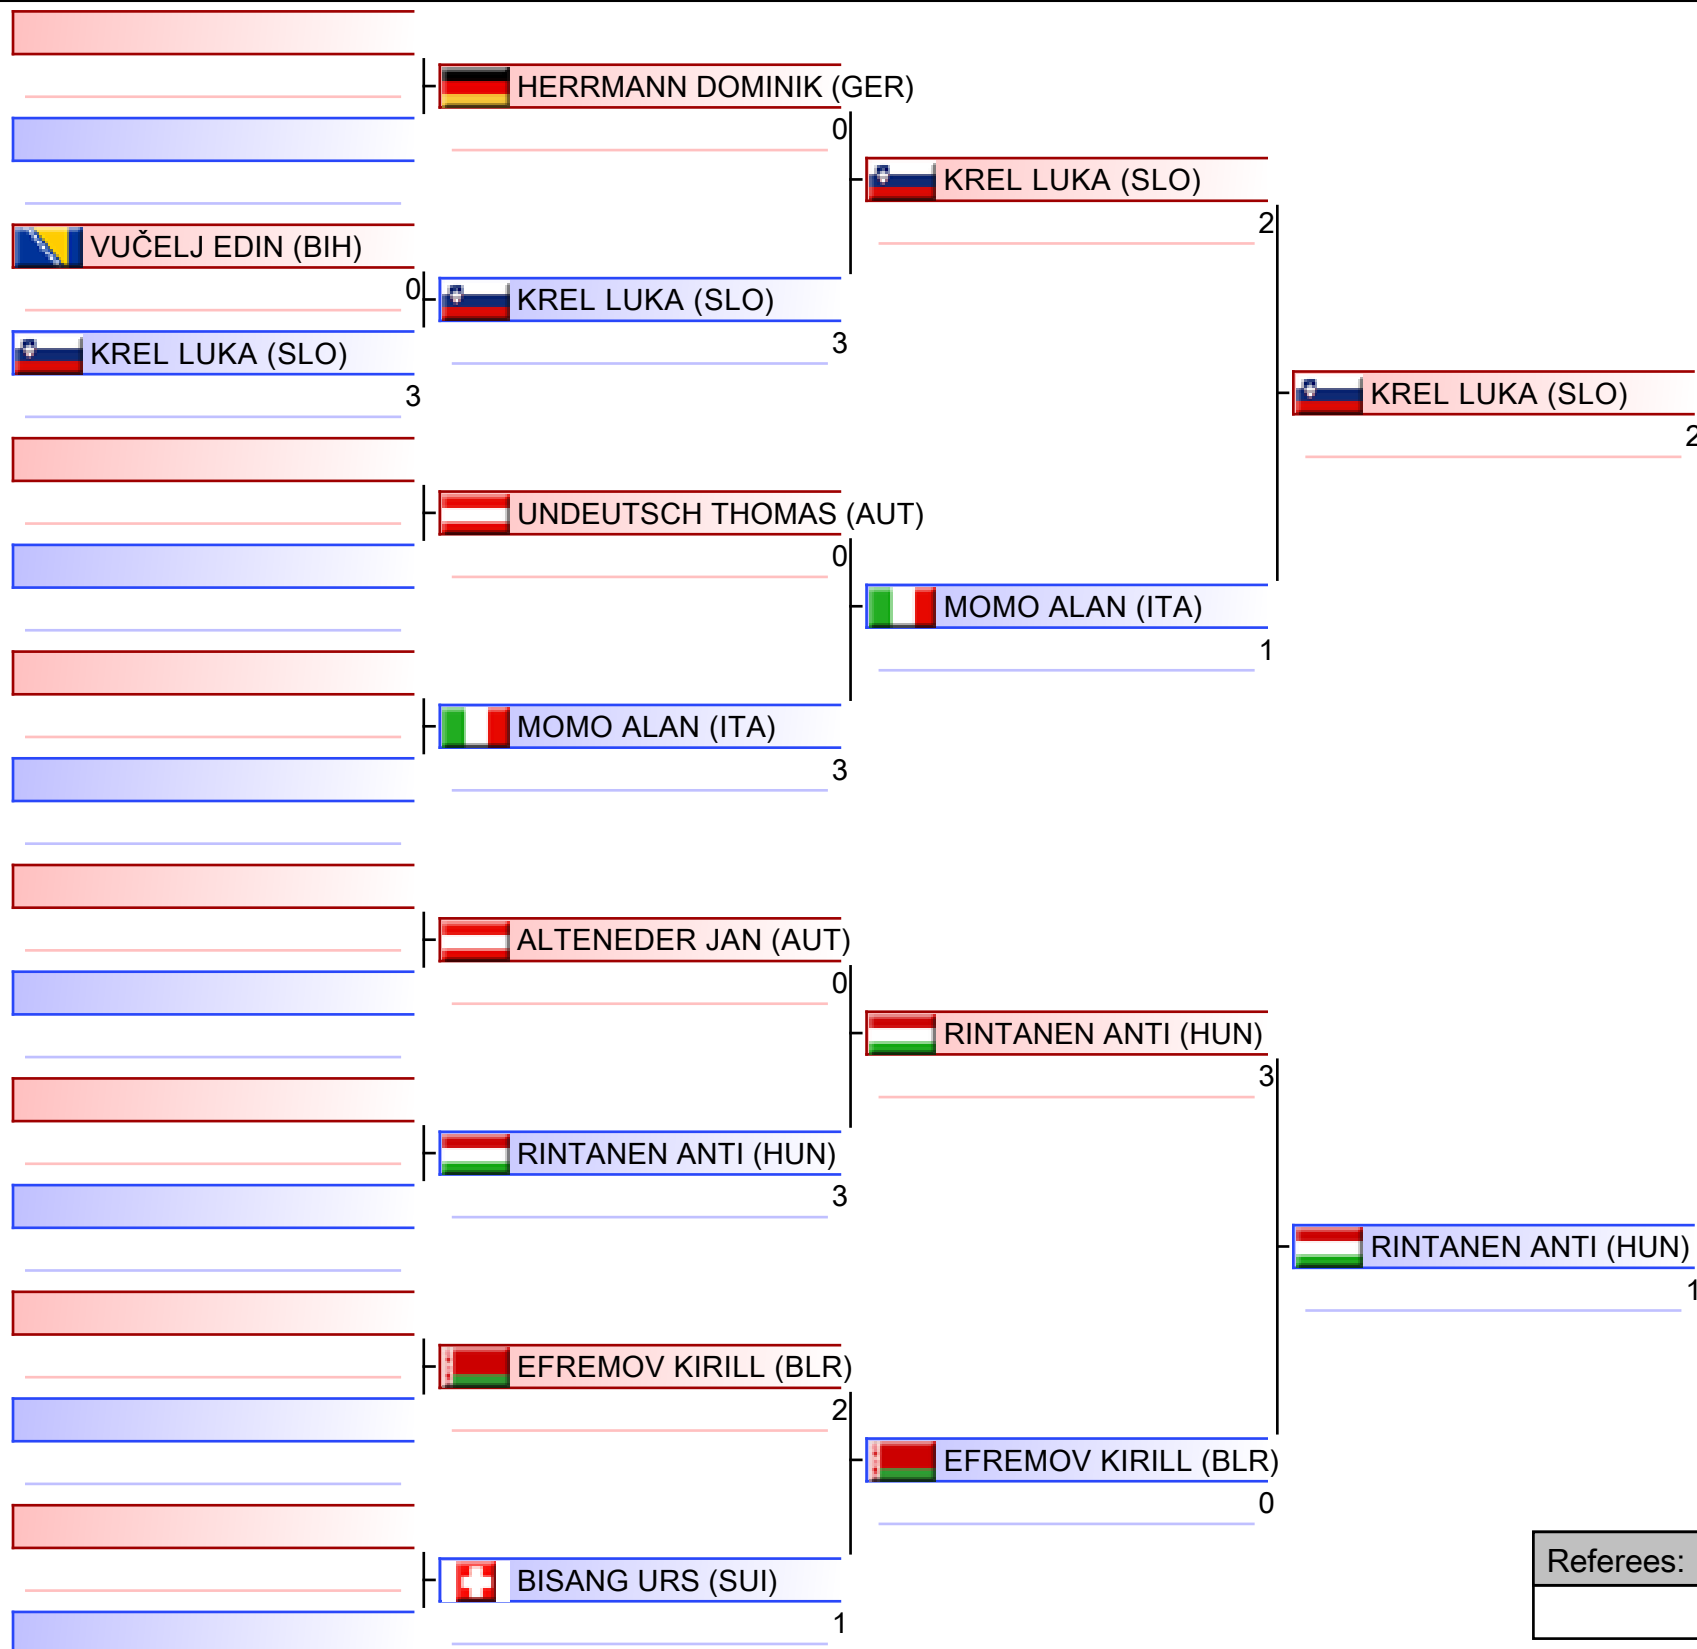 HERRMANN DOMINIK (GER)
0
KREL LUKA (SLO)
2
VUČELJ EDIN (BIH)
0
KREL LUKA (SLO)
3
KREL LUKA (SLO)
3
KREL LUKA (SLO)
2
UNDEUTSCH THOMAS (AUT)
0
MOMO ALAN (ITA)
1
MOMO ALAN (ITA)
3
ALTENEDER JAN (AUT)
0
RINTANEN ANTI (HUN)
3
RINTANEN ANTI (HUN)
3
RINTANEN ANTI (HUN)
1
EFREMOV KIRILL (BLR)
2
EFREMOV KIRILL (BLR)
0
BISANG URS (SUI)
1
Referees: